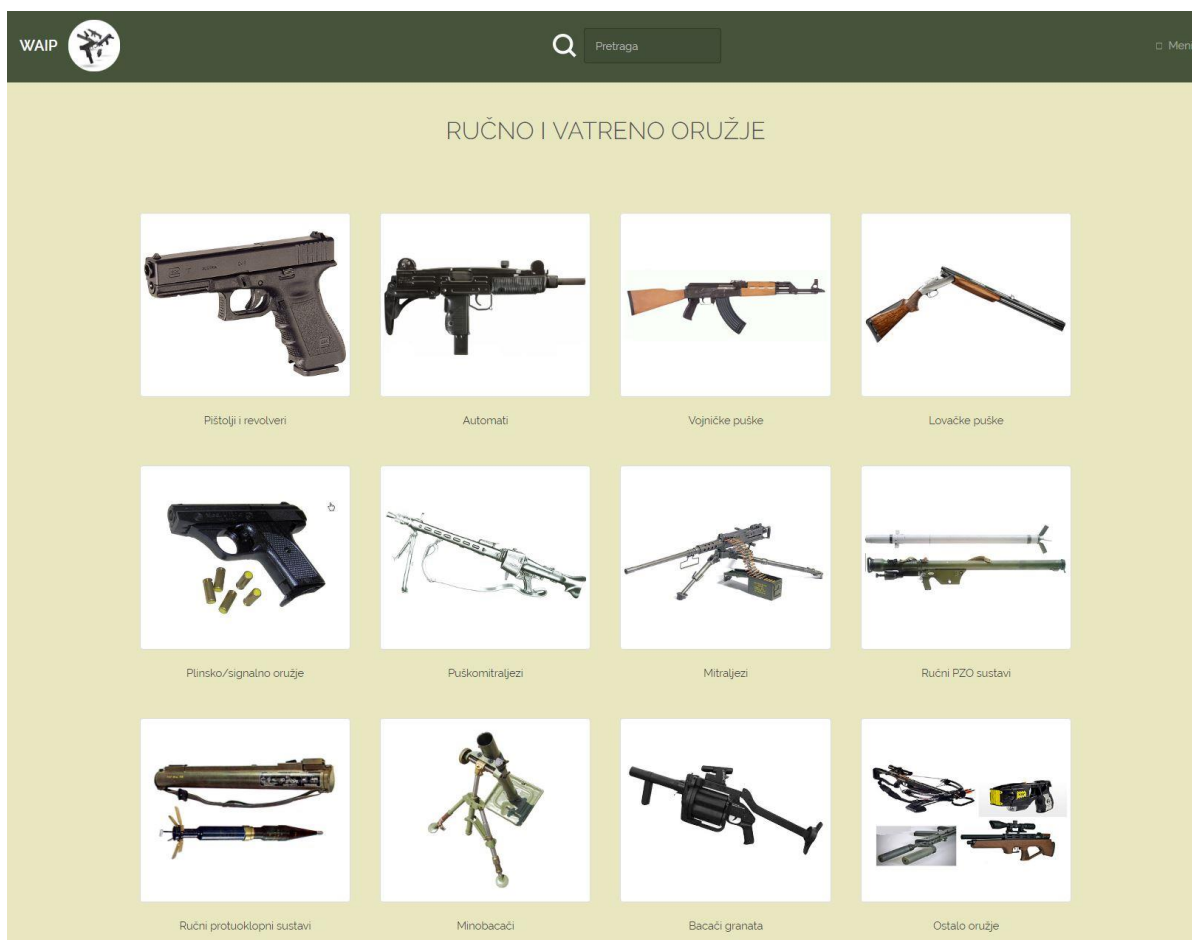 WAIP
Pretraga
Meni
RUČNO I VATRENO ORUŽJE
Pištolji i revolveri
Automati
Vojničke puške
Lovačke puške
Plinsko/signalno oružje
Puškomitraljezi
Mitraljezi
Ručni PZO sustavi
Ručni protuoklopni sustavi
Minobacači
Bacači granata
Ostalo oružje